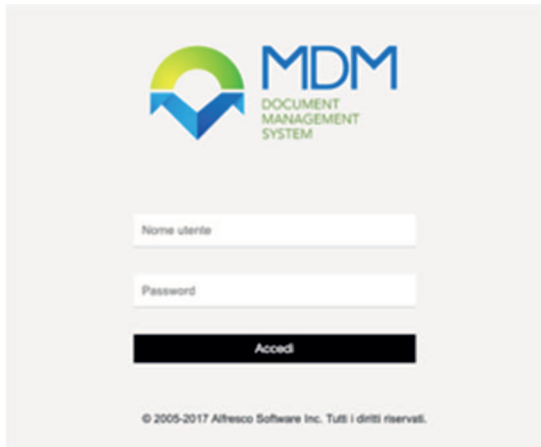 MDM
DOCUMENT
MANAGEMENT
SYSTEM
Nome utente
Password
Accedi
© 2005-2017 Alfresco Software Inc. Tutti i diritti riservati.